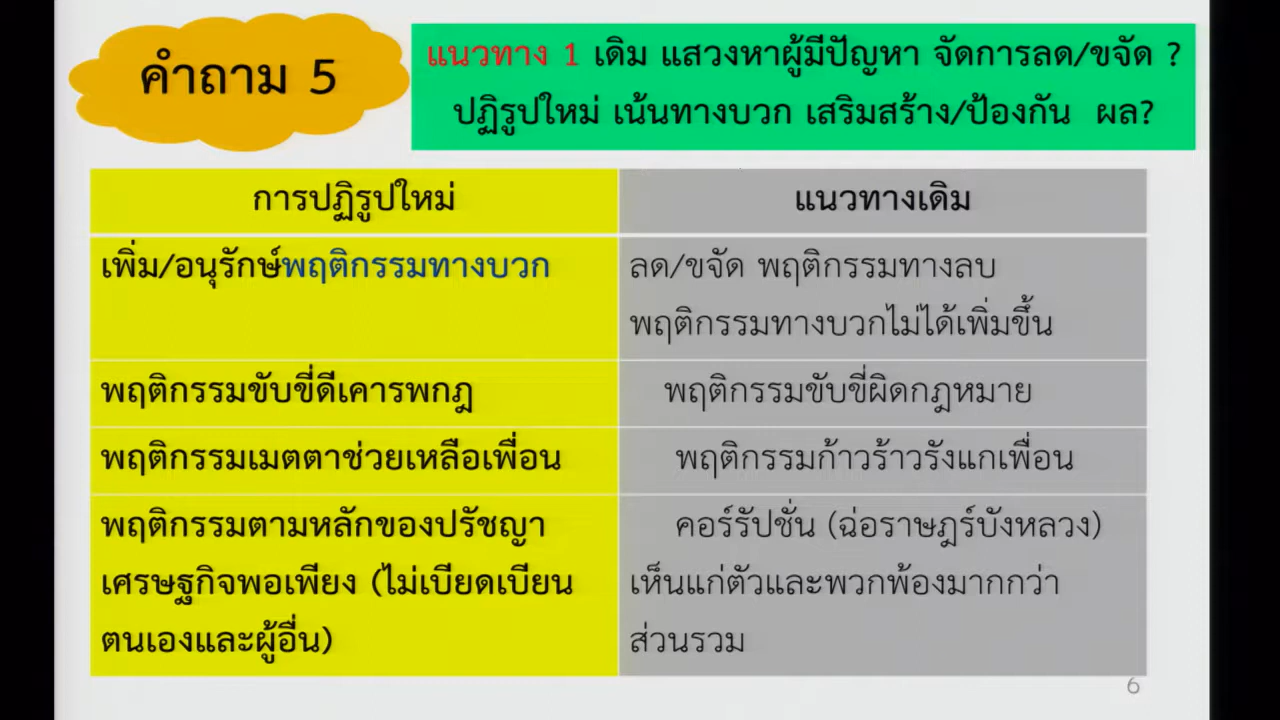 คำถาม 5
แนวทาง 1 เดิม แสวงหาผู้มีปัญหา จัดการลด/ขจัด ?
ปฏิรูปใหม่ เน้นทางบวก เสริมสร้าง/ป้องกัน ผล?
การปฏิรูปใหม่
แนวทางเดิม
เพิ่ม/อนุรักษ์พฤติกรรมทางบวก
ลด/ขจัด พฤติกรรมทางลบ
พฤติกรรมทางบวกไม่ได้เพิ่มขึ้น
พฤติกรรมขับขี่ดีเคารพกฎ
พฤติกรรมขับขี่ผิดกฎหมาย
พฤติกรรมเมตตาช่วยเหลือเพื่อน
พฤติกรรมก้าวร้าวรังแกเพื่อน
พฤติกรรมตามหลักของปรัชญา
เศรษฐกิจพอเพียง (ไม่เบียดเบียน
ตนเองและผู้อื่น)
คอร์รัปชั่น (ฉ่อราษฎร์บังหลวง)
เห็นแก่ตัวและพวกพ้องมากกว่า
ส่วนรวม
6